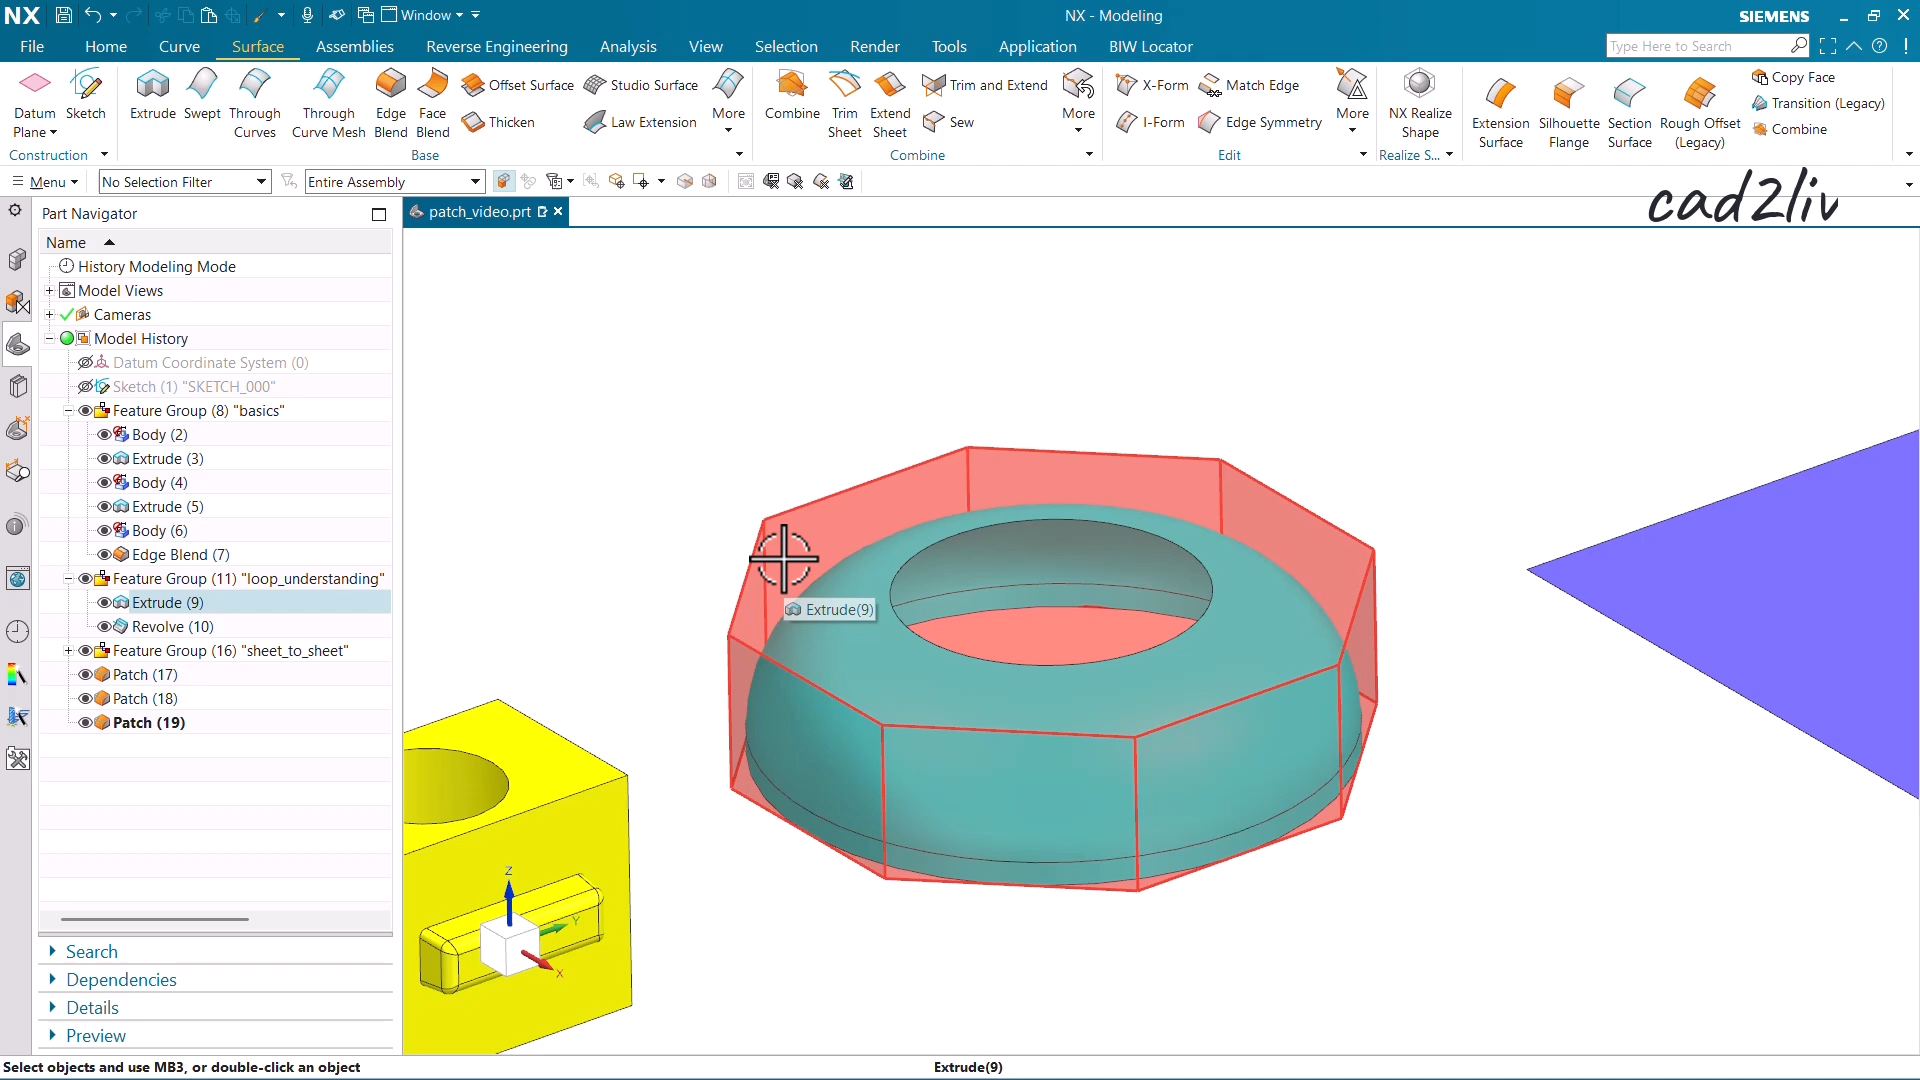 NX
Window
NX - Modeling
SIEMENS
File Home Curve Surface Assemblies Reverse Engineering Analysis View Selection Render Tools Application BIW Locator
Type Here to Search
Datum Plane
Sketch
Extrude
Swept
Through Curves
Through Curve Mesh
Edge Blend
Face Blend
Offset Surface
Thicken
Studio Surface
Law Extension
More
Combine
Trim Sheet
Extend Sheet
Trim and Extend
Sew
More
X-Form
I-Form
Match Edge
Edge Symmetry
More
NX Realize Shape
Extension Surface
Silhouette Flange
Section Surface
Rough Offset (Legacy)
Copy Face
Transition (Legacy)
Combine
Construction
Base
Combine
Edit
Realize S...
Menu
No Selection Filter
Entire Assembly
cad2liv
Part Navigator
patch_video.prt
Name
History Modeling Mode
Model Views
Cameras
Model History
Datum Coordinate System (0)
Sketch (1) "SKETCH_000"
Feature Group (8) "basics"
Body (2)
Extrude (3)
Body (4)
Extrude (5)
Body (6)
Edge Blend (7)
Feature Group (11) "loop_understanding"
Extrude (9)
Revolve (10)
Feature Group (16) "sheet_to_sheet"
Patch (17)
Patch (18)
Patch (19)
Extrude(9)
Z
Y
X
Search
Dependencies
Details
Preview
Select objects and use MB3, or double-click an object
Extrude(9)